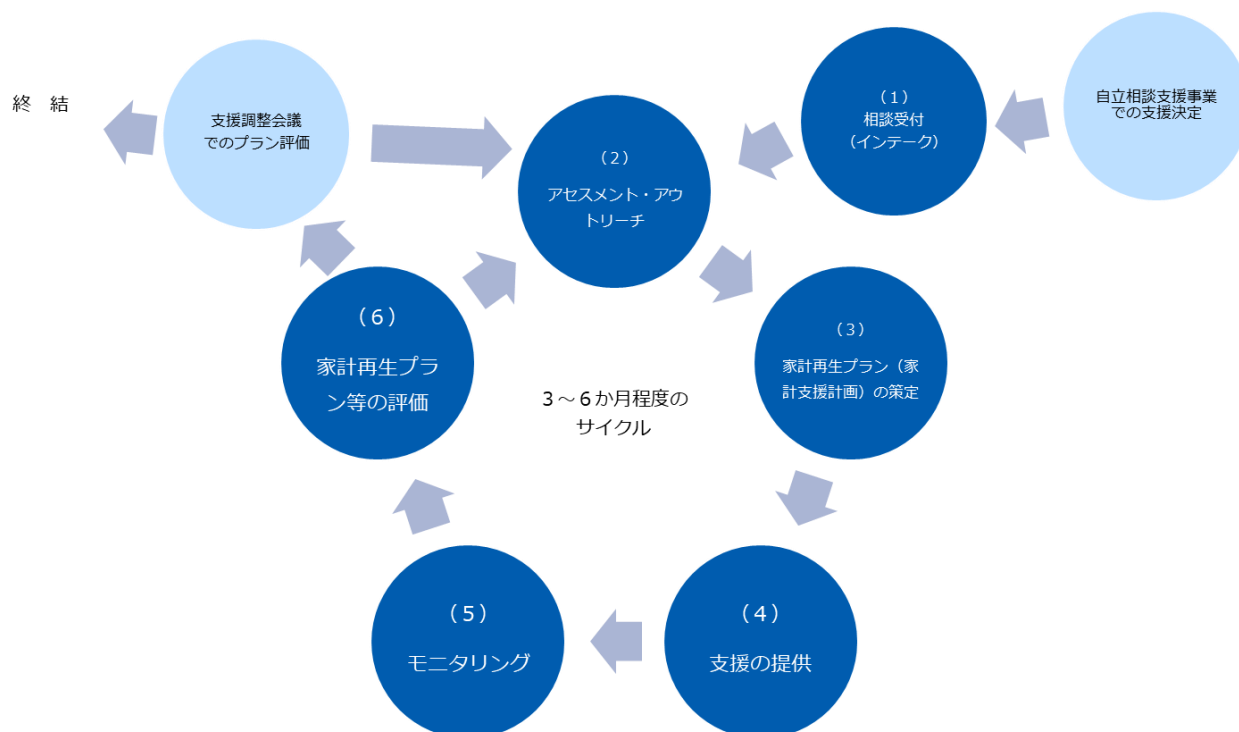 終　結
支援調整会議
でのプラン評価
（１）
相談受付
（インテーク）
自立相談支援事業
での支援決定
（２）
アセスメント・アウ
トリーチ
（３）
家計再生プラン（家
計支援計画）の策定
（４）
支援の提供
（５）
モニタリング
（６）
家計再生プラ
ン等の評価
３～６か月程度の
サイクル